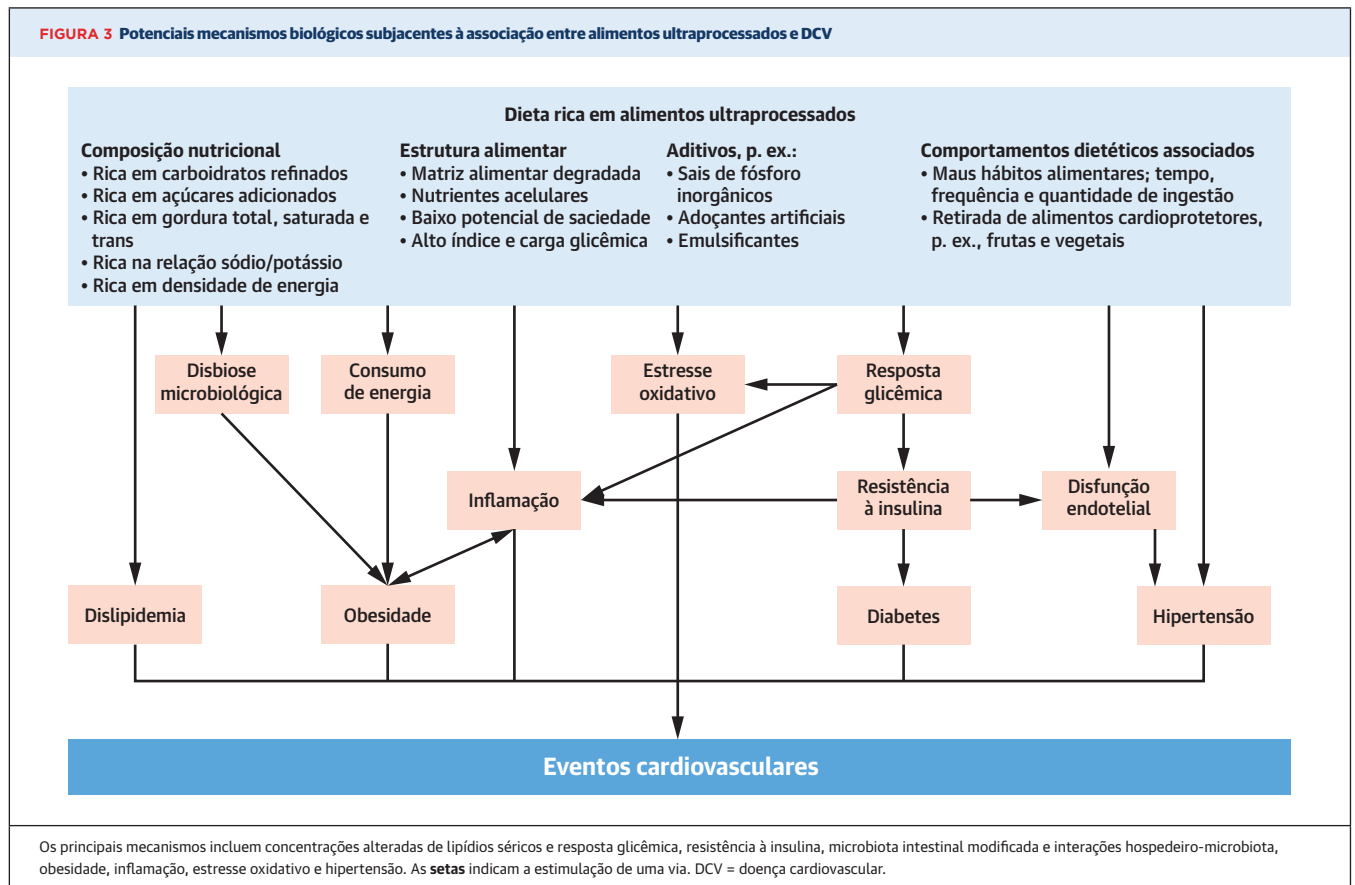 FIGURA 3 Potenciais mecanismos biológicos subjacentes à associação entre alimentos ultraprocessados e DCV
Dieta rica em alimentos ultraprocessados
Composição nutricional
• Rica em carboidratos refinados
• Rica em açúcares adicionados
• Rica em gordura total, saturada e
trans
• Rica na relação sódio/potássio
• Rica em densidade de energia
Estrutura alimentar
• Matriz alimentar degradada
• Nutrientes acelulares
• Baixo potencial de saciedade
• Alto índice e carga glicêmica
Aditivos, p. ex.:
• Sais de fósforo
inorgânicos
• Adoçantes artificiais
• Emulsificantes
Comportamentos dietéticos associados
• Maus hábitos alimentares; tempo,
frequência e quantidade de ingestão
• Retirada de alimentos cardioprotetores,
p. ex., frutas e vegetais
Disbiose
microbiológica
Consumo
de energia
Estresse
oxidativo
Resposta
glicêmica
Inflamação
Resistência
à insulina
Disfunção
endotelial
Dislipidemia
Obesidade
Diabetes
Hipertensão
Eventos cardiovasculares
Os principais mecanismos incluem concentrações alteradas de lipídios séricos e resposta glicêmica, resistência à insulina, microbiota intestinal modificada e interações hospedeiro-microbiota,
obesidade, inflamação, estresse oxidativo e hipertensão. As setas indicam a estimulação de uma via. DCV = doença cardiovascular.